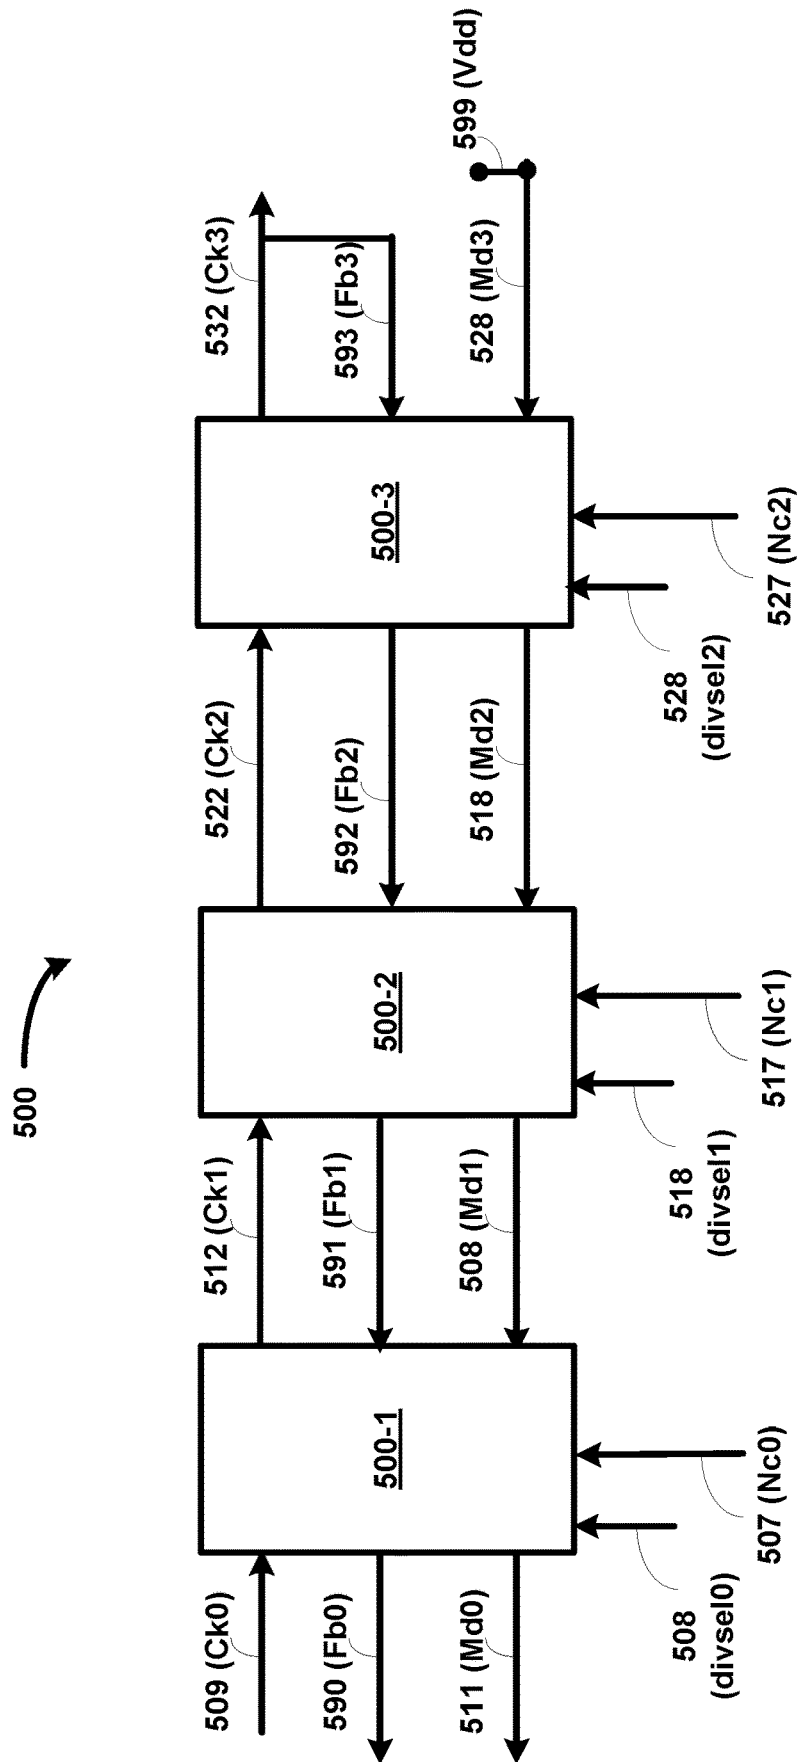 500
509 (Ck0)
512 (Ck1)
522 (Ck2)
532 (Ck3)
590 (Fb0)
591 (Fb1)
592 (Fb2)
593 (Fb3)
511 (Md0)
508 (Md1)
518 (Md2)
528 (Md3)
599 (Vdd)
500-1
500-2
500-3
508
(divsel0)
507 (Nc0)
518
(divsel1)
517 (Nc1)
528
(divsel2)
527 (Nc2)